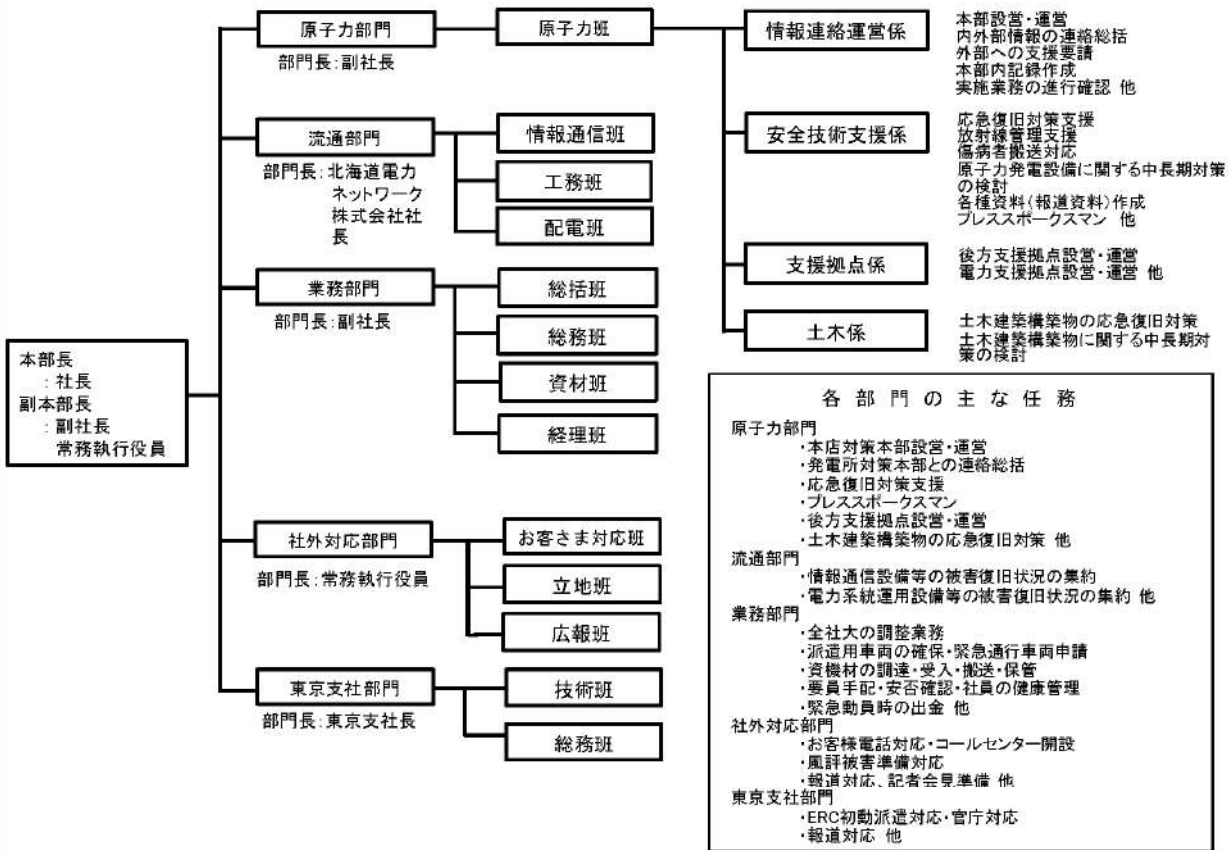 本部長
：社長
副本部長
：副社長
常務執行役員
原子力部門
部門長：副社長
原子力班
情報連絡運営係
本部設営・運営
内外部情報の連絡総括
外部への支援要請
本部内記録作成
実施業務の進行確認 他
安全技術支援係
応急復旧対策支援
放射線管理支援
傷病者搬送対応
原子力発電設備に関する中長期対策
の検討
各種資料（報道資料）作成
プレススポークスマン 他
支援拠点係
後方支援拠点設営・運営
電力支援拠点設営・運営 他
土木係
土木建築構築物の応急復旧対策
土木建築構築物に関する中長期対
策の検討
流通部門
部門長：北海道電力
ネットワーク
株式会社社
長
情報通信班
工務班
配電班
業務部門
部門長：副社長
総括班
総務班
資材班
経理班
社外対応部門
部門長：常務執行役員
お客さま対応班
立地班
広報班
東京支社部門
部門長：東京支社長
技術班
総務班
各部門の主な任務
原子力部門
・本店対策本部設営・運営
・発電所対策本部との連絡総括
・応急復旧対策支援
・プレススポークスマン
・後方支援拠点設営・運営
・土木建築構築物の応急復旧対策 他
流通部門
・情報通信設備等の被害復旧状況の集約
・電力系統運用設備等の被害復旧状況の集約 他
業務部門
・全社大の調整業務
・派遣用車両の確保・緊急通行車両申請
・資機材の調達・受入・搬送・保管
・要員手配・安否確認・社員の健康管理
・緊急動員時の出金 他
社外対応部門
・お客様電話対応・コールセンター開設
・風評被害準備対応
・報道対応、記者会見準備 他
東京支社部門
・ERC初動派遣対応・官庁対応
・報道対応 他